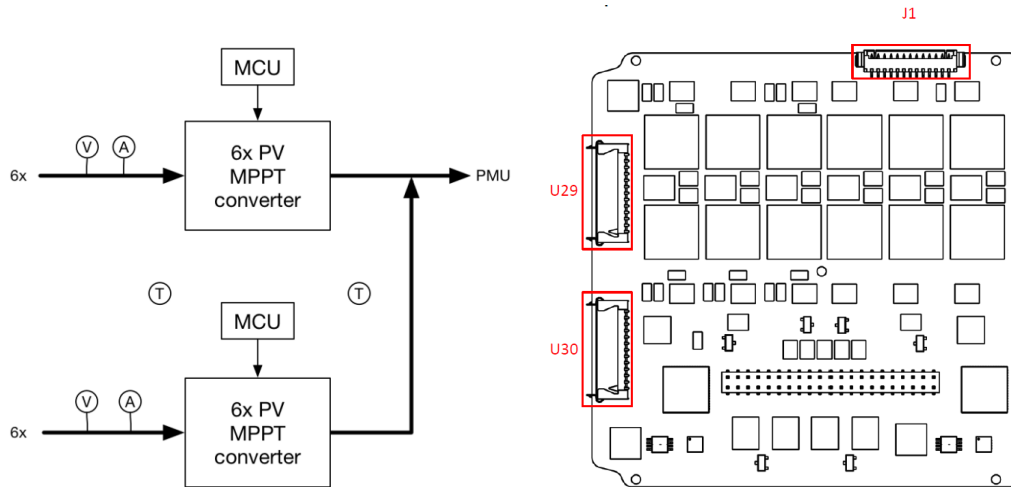 MCU
V
A
6x
6x PV
MPPT
converter
PMU
T
T
MCU
V
A
6x
6x PV
MPPT
converter
J1
U29
U30